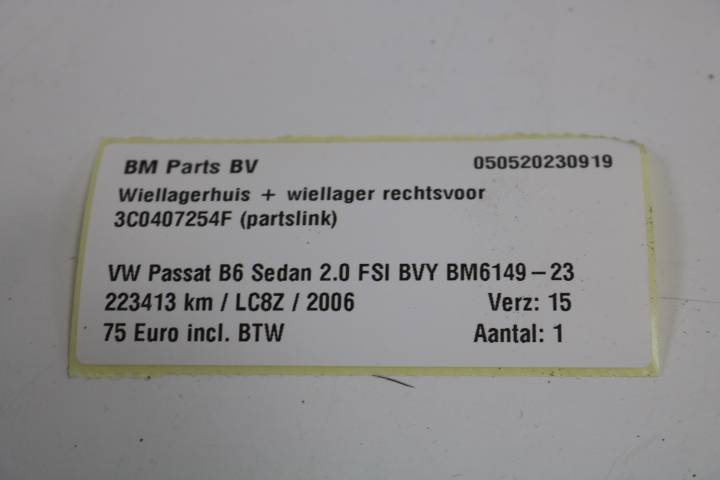 BM Parts BV 050520230919
Wiellagerhuis + wiellager rechtsvoor
3C0407254F (partslink)
VW Passat B6 Sedan 2.0 FSI BVY BM6149-23
223413 km / LC8Z / 2006 Verz: 15
75 Euro incl. BTW Aantal: 1